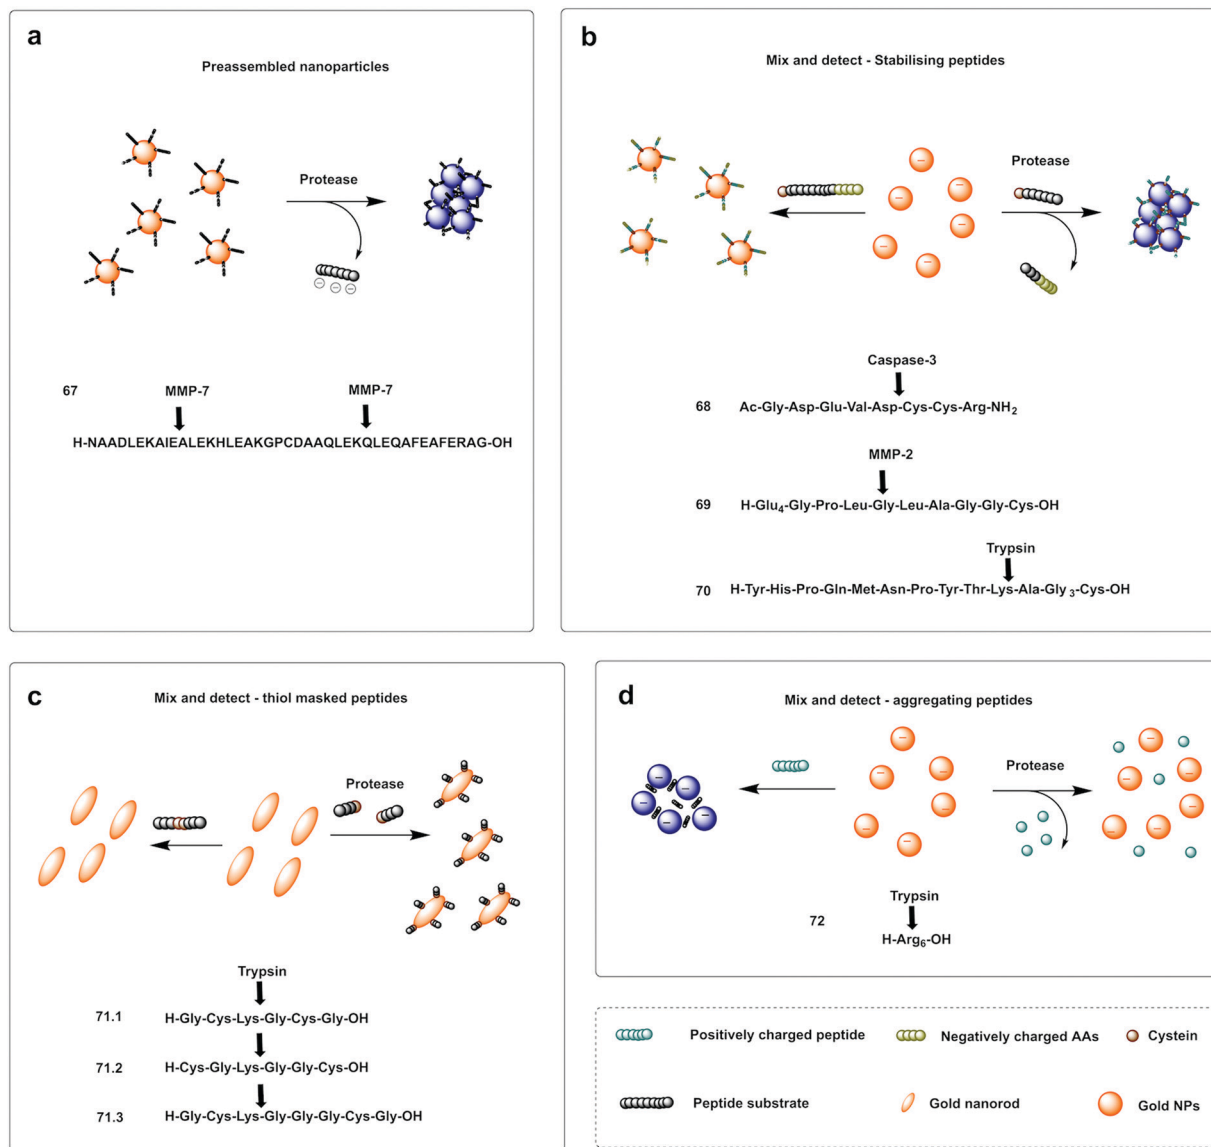 a
Preassembled nanoparticles
Protease
67 MMP-7 MMP-7
H-NAADLEKAIEALEKHLEAKGPCDAAQLEKQLEQAFEAFERAG-OH
b
Mix and detect - Stabilising peptides
Protease
Caspase-3
68 Ac-Gly-Asp-Glu-Val-Asp-Cys-Cys-Arg-NH2
MMP-2
69 H-Glu4-Gly-Pro-Leu-Gly-Leu-Ala-Gly-Gly-Cys-OH
Trypsin
70 H-Tyr-His-Pro-Gln-Met-Asn-Pro-Tyr-Thr-Lys-Ala-Gly3-Cys-OH
c
Mix and detect - thiol masked peptides
Protease
Trypsin
71.1 H-Gly-Cys-Lys-Gly-Cys-Gly-OH
71.2 H-Cys-Gly-Lys-Gly-Gly-Cys-OH
71.3 H-Gly-Cys-Lys-Gly-Gly-Gly-Cys-Gly-OH
d
Mix and detect - aggregating peptides
Protease
Trypsin
72
H-Arg6-OH
Positively charged peptide Negatively charged AAs Cystein
Peptide substrate Gold nanorod Gold NPs